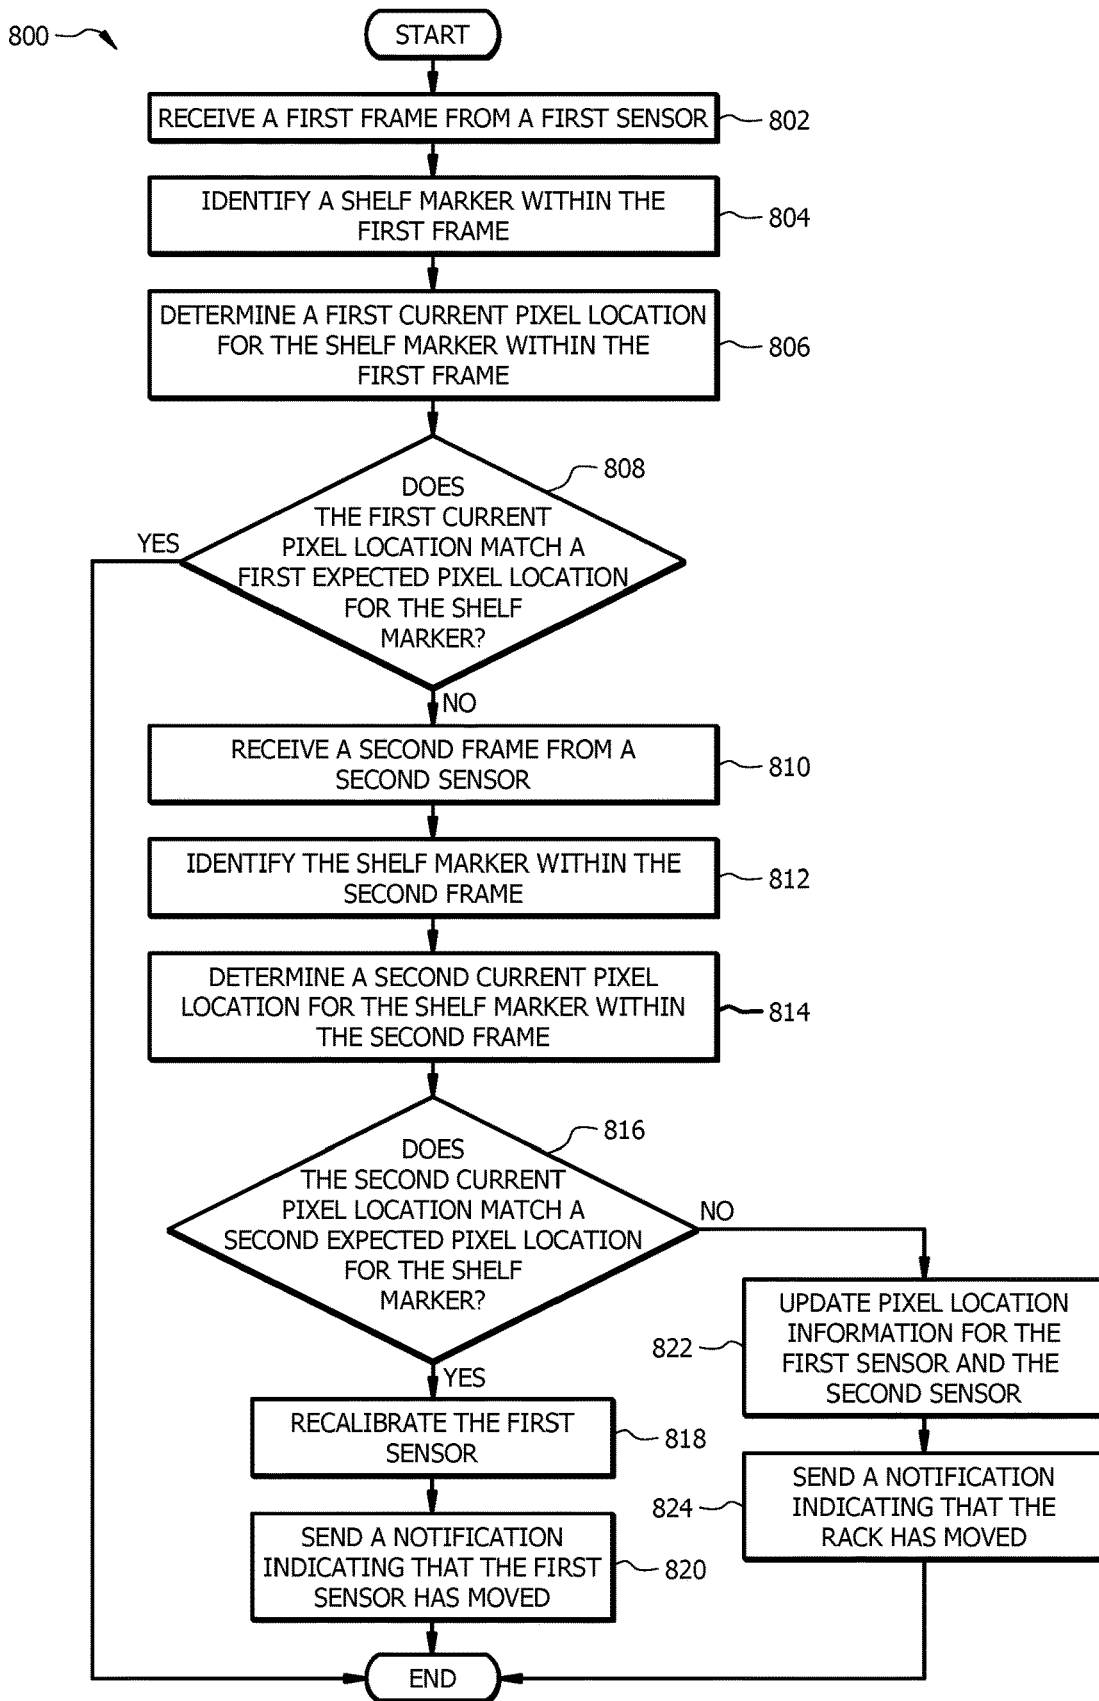 800
START
RECEIVE A FIRST FRAME FROM A FIRST SENSOR
802
IDENTIFY A SHELF MARKER WITHIN THE
FIRST FRAME
804
DETERMINE A FIRST CURRENT PIXEL LOCATION
FOR THE SHELF MARKER WITHIN THE
FIRST FRAME
806
808
DOES
THE FIRST CURRENT
PIXEL LOCATION MATCH A
FIRST EXPECTED PIXEL LOCATION
FOR THE SHELF
MARKER?
YES
NO
RECEIVE A SECOND FRAME FROM A
SECOND SENSOR
810
IDENTIFY THE SHELF MARKER WITHIN THE
SECOND FRAME
812
DETERMINE A SECOND CURRENT PIXEL
LOCATION FOR THE SHELF MARKER WITHIN
THE SECOND FRAME
814
816
DOES
THE SECOND CURRENT
PIXEL LOCATION MATCH A
SECOND EXPECTED PIXEL LOCATION
FOR THE SHELF
MARKER?
NO
YES
UPDATE PIXEL LOCATION
INFORMATION FOR THE
FIRST SENSOR AND THE
SECOND SENSOR
822
RECALIBRATE THE FIRST
SENSOR
818
SEND A NOTIFICATION
INDICATING THAT THE
RACK HAS MOVED
824
SEND A NOTIFICATION
INDICATING THAT THE FIRST
SENSOR HAS MOVED
820
END